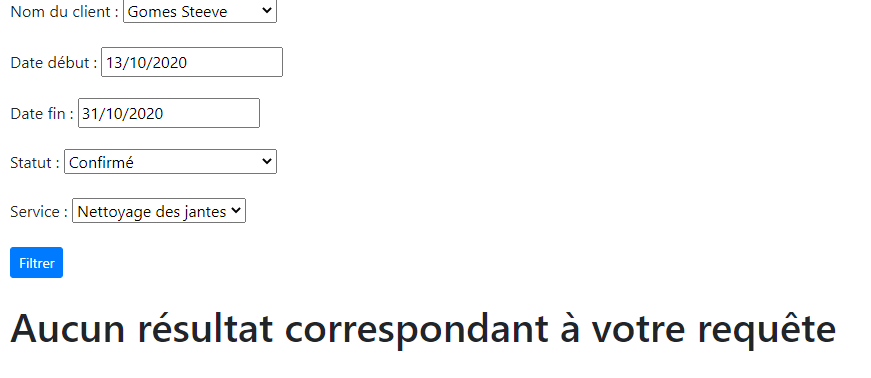 Nom du client : Gomes Steeve
Date début : 13/10/2020
Date fin : 31/10/2020
Statut : Confirmé
Service : Nettoyage des jantes
Filtrer
Aucun résultat correspondant à votre requête